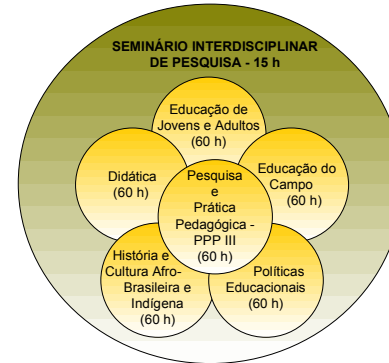 SEMINÁRIO INTERDISCIPLINAR
DE PESQUISA - 15 h
Educação de
Jovens e Adultos
(60 h)
Didática
(60 h)
Pesquisa
e
Prática
Pedagógica -
PPP III
(60 h)
Educação do
Campo
(60 h)
História e
Cultura Afro-
Brasileira e
Indígena
(60 h)
Políticas
Educacionais
(60 h)